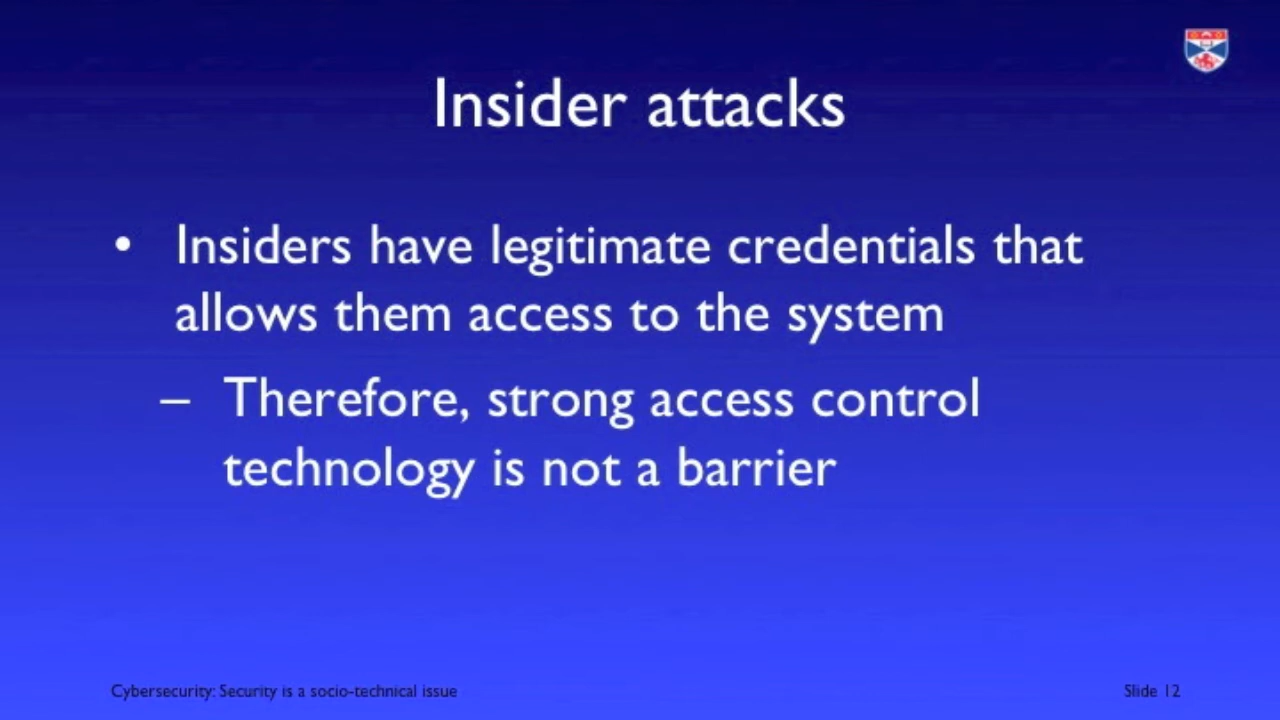 Insider attacks
• Insiders have legitimate credentials that
allows them access to the system
– Therefore, strong access control
technology is not a barrier
Cybersecurity: Security is a socio-technical issue
Slide 12